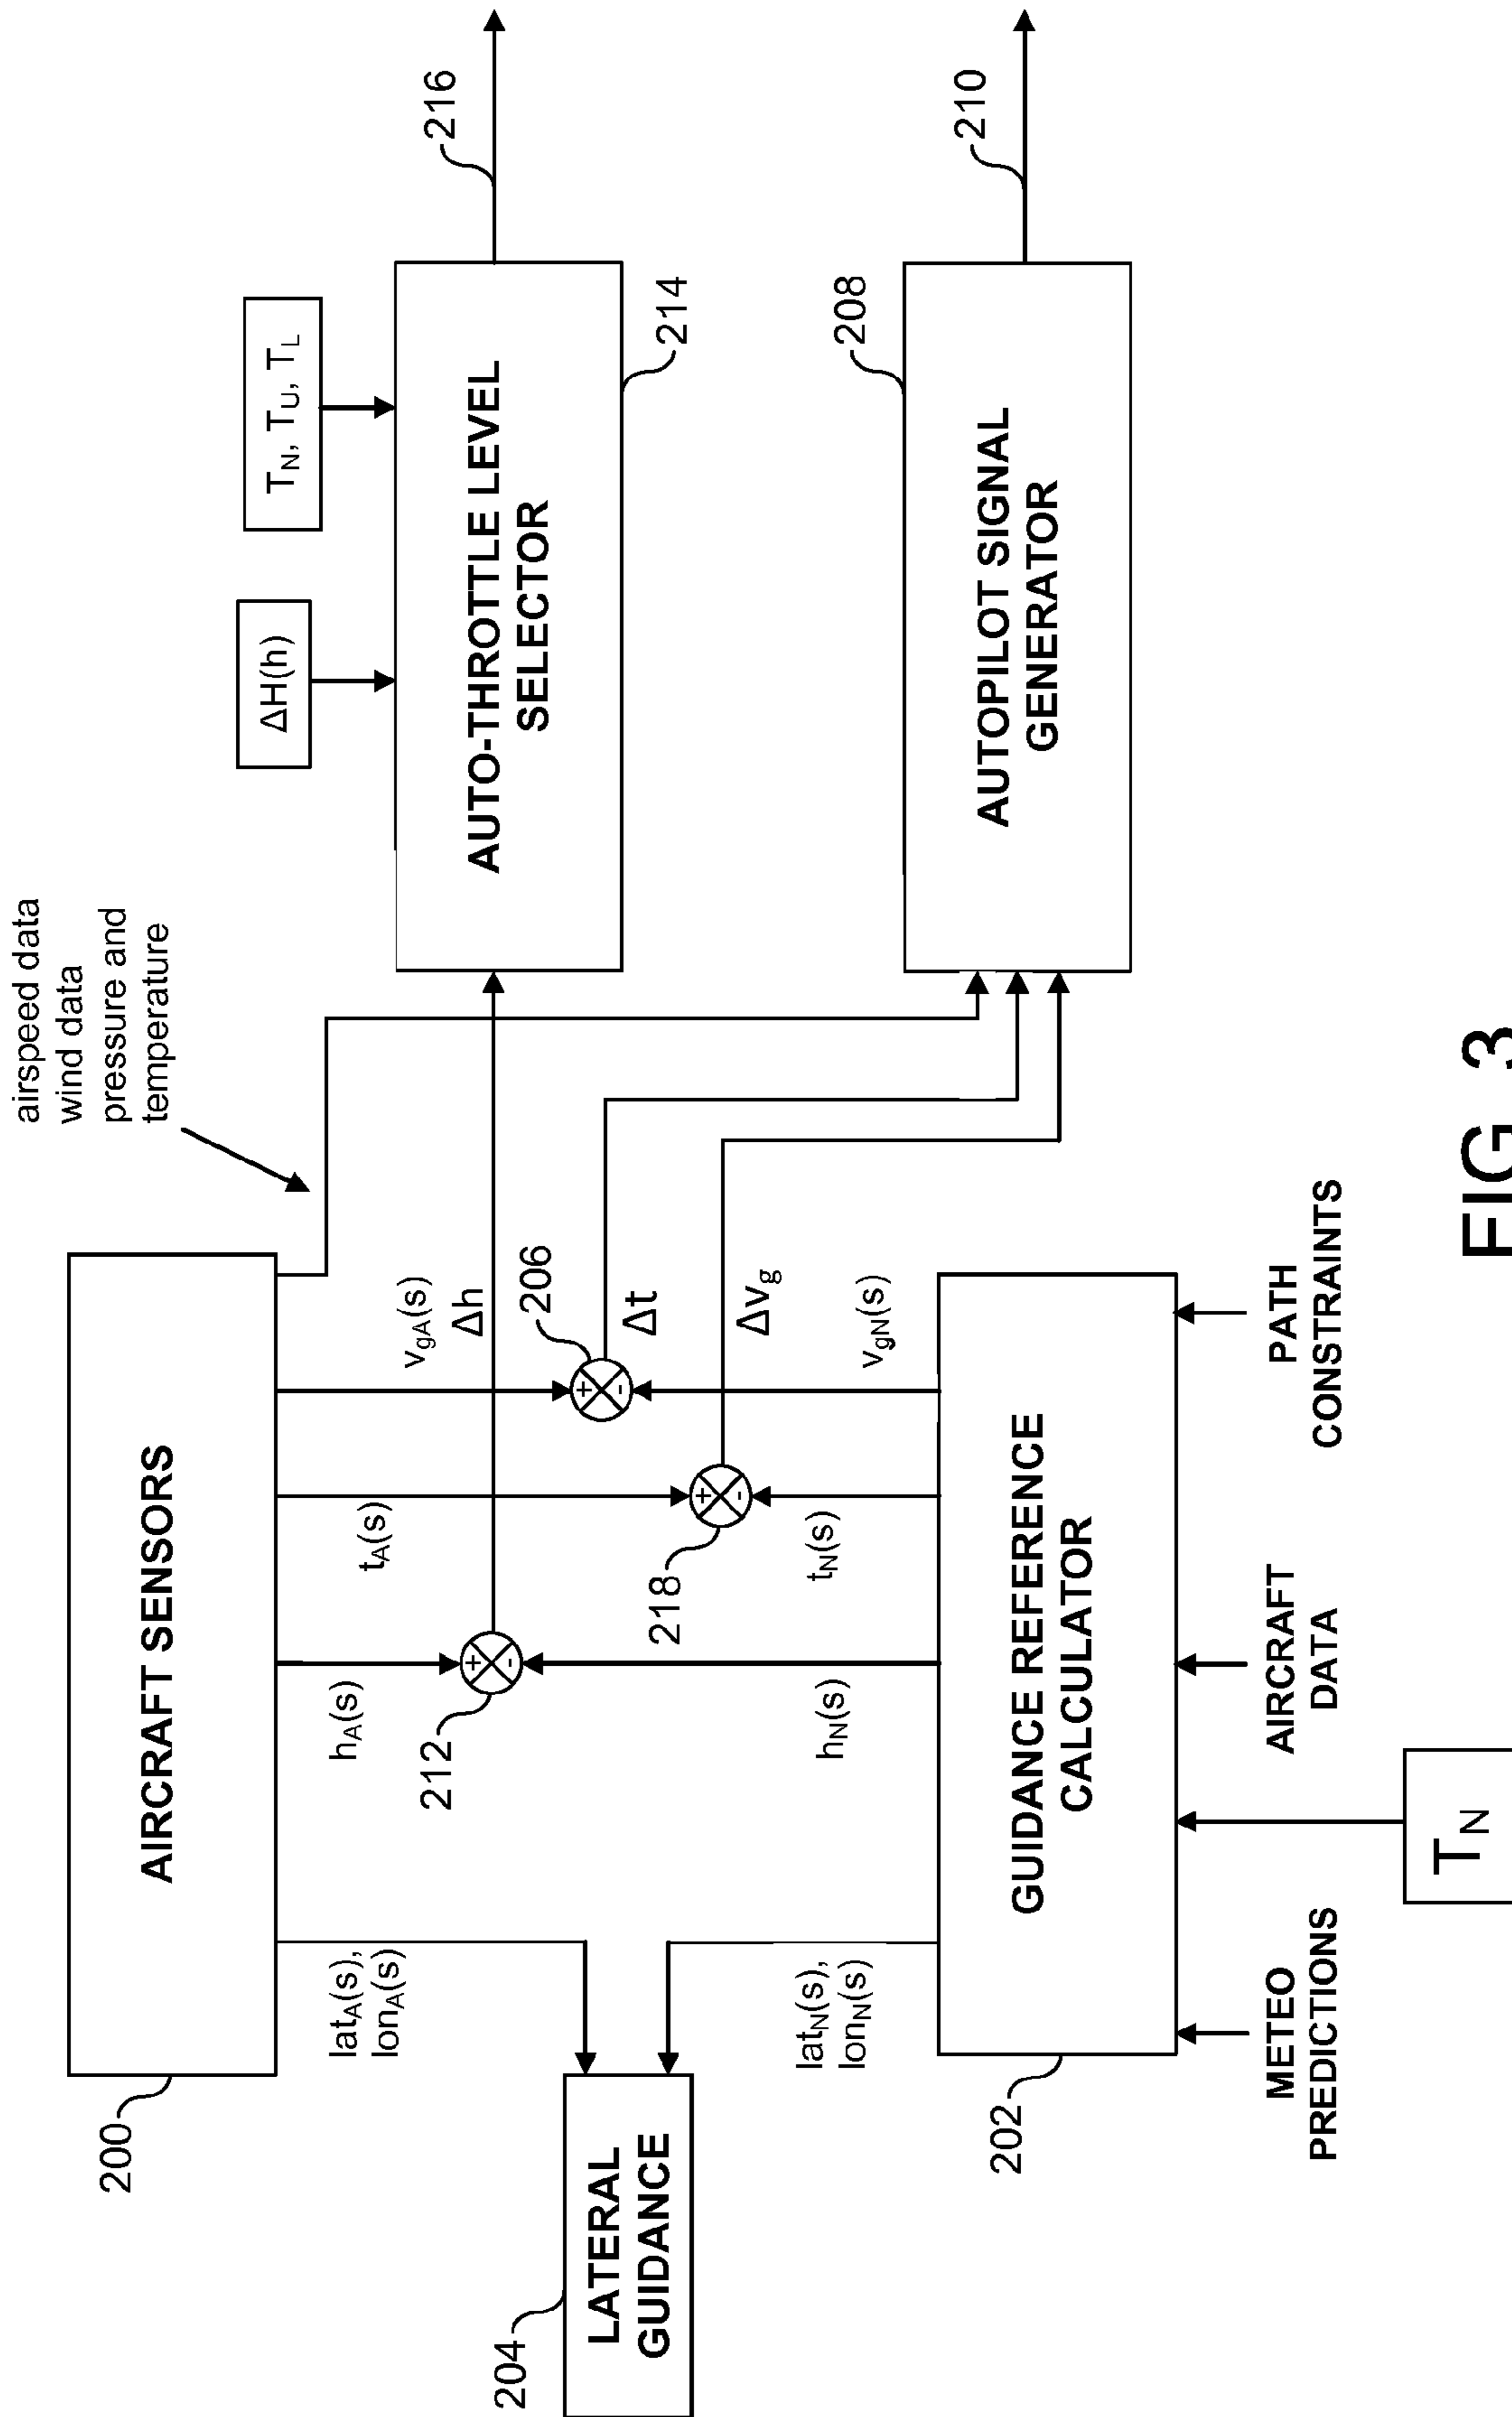 airspeed data
wind data
pressure and
temperature
200
AIRCRAFT SENSORS
lat_A(s),
lon_A(s)
h_A(s)
t_A(s)
v_gA(s)
Δh
212
218
206
Δt
Δv_g
204
LATERAL
GUIDANCE
lat_N(s),
lon_N(s)
h_N(s)
t_N(s)
v_gN(s)
202
GUIDANCE REFERENCE
CALCULATOR
METEO
PREDICTIONS
T_N
AIRCRAFT
DATA
PATH
CONSTRAINTS
ΔH(h)
T_N, T_U, T_L
AUTO-THROTTLE LEVEL
SELECTOR
214
216
AUTOPILOT SIGNAL
GENERATOR
208
210
+
-
+
-
+
-
FIG 3